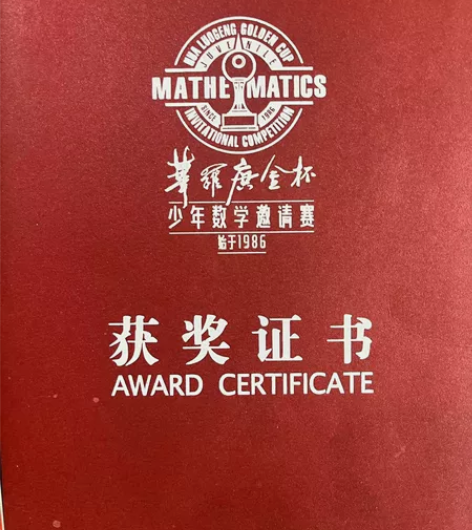 HUA LUOGENG GOLDEN CUP
JUVENILE
MATHEMATICS
SINCE 1986
INVITATIONAL COMPETITION
華羅庚金杯
少年数学邀请赛
始于1986
获奖证书
AWARD CERTIFICATE